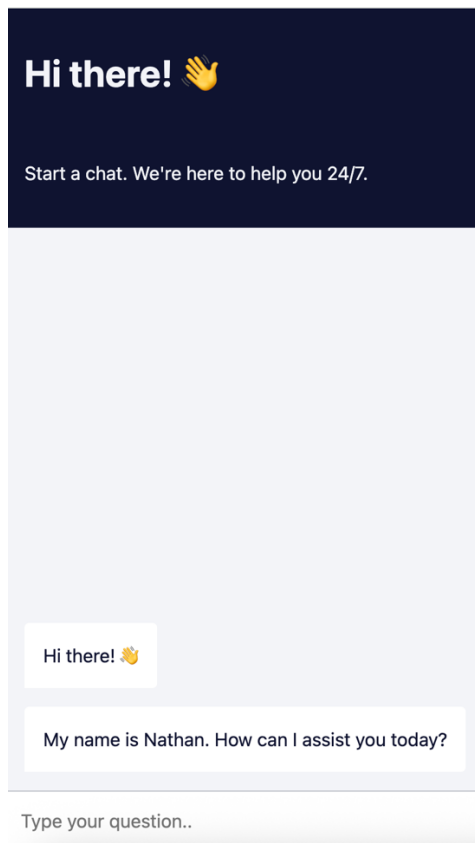 Hi there! 👋
Start a chat. We're here to help you 24/7.
Hi there! 👋
My name is Nathan. How can I assist you today?
Type your question..